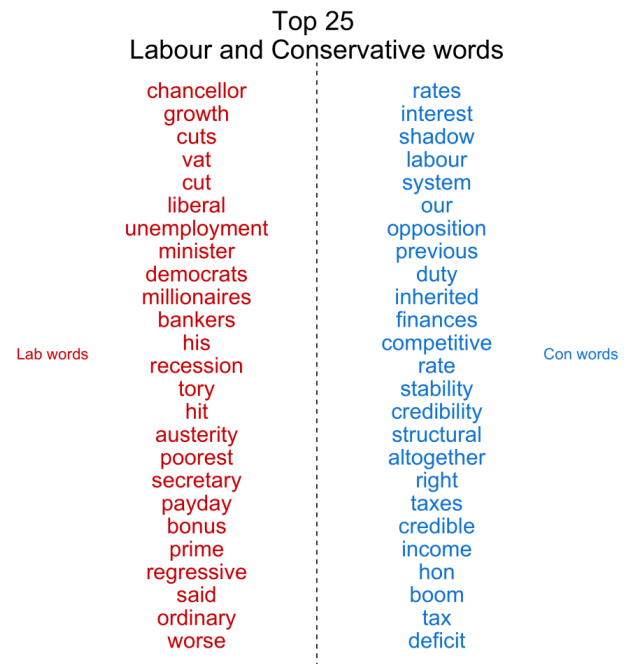 Top 25
Labour and Conservative words
chancellor
growth
cuts
vat
cut
liberal
unemployment
minister
democrats
millionaires
bankers
his
recession
tory
hit
austerity
poorest
secretary
payday
bonus
prime
regressive
said
ordinary
worse
rates
interest
shadow
labour
system
our
opposition
previous
duty
inherited
finances
competitive
rate
stability
credibility
structural
altogether
right
taxes
credible
income
hon
boom
tax
deficit
Lab words
Con words